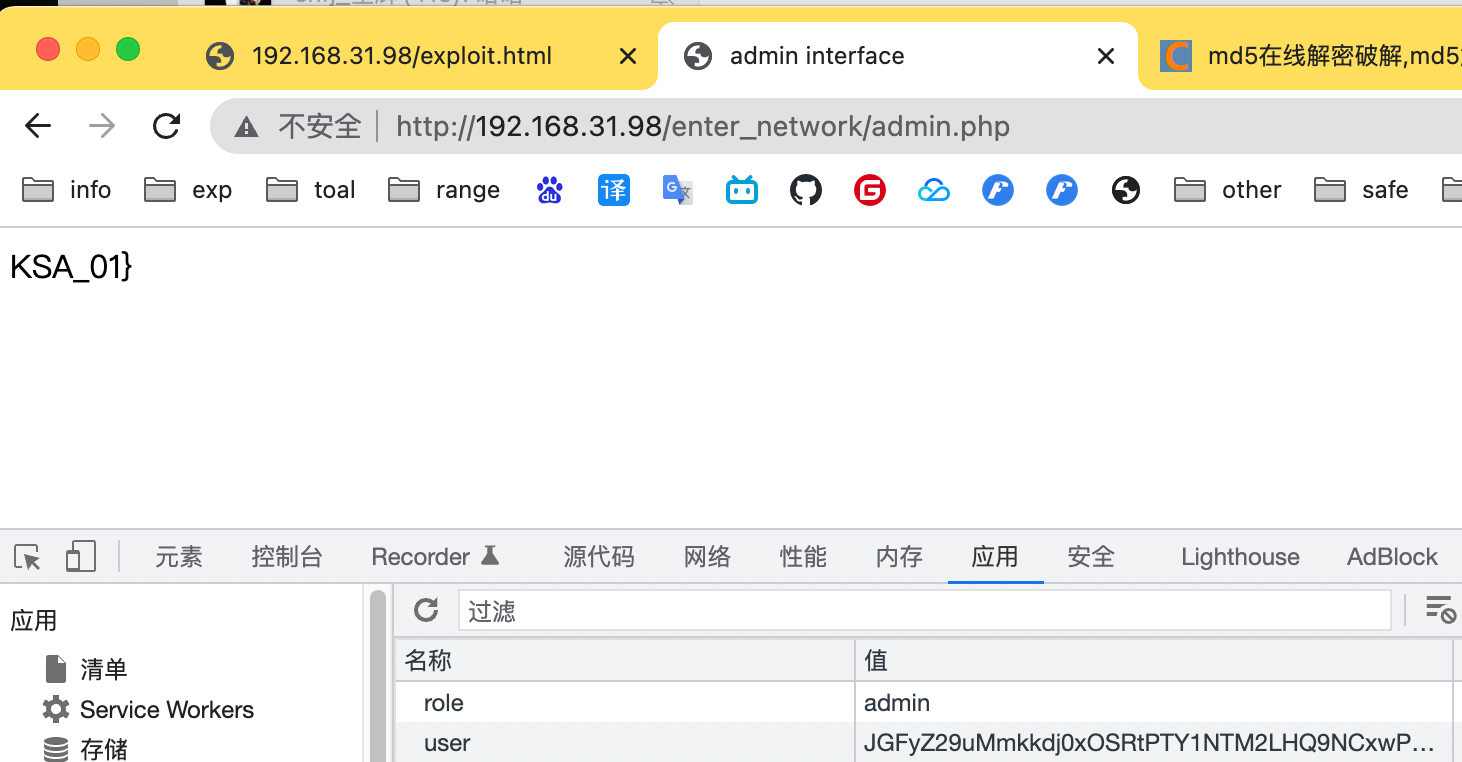 192.168.31.98/exploit.html
admin interface
md5在线解密破解,md5
不安全 http://192.168.31.98/enter_network/admin.php
info exp toal range du 译 G 文 other safe
KSA_01}
元素 控制台 Recorder 源代码 网络 性能 内存 应用 安全 Lighthouse AdBlock
应用
过滤
清单
Service Workers
存储
名称 值
role admin
user JGFyZ29uMmkkdj0xOSRtPTY1NTM2LHQ9NCxwP…